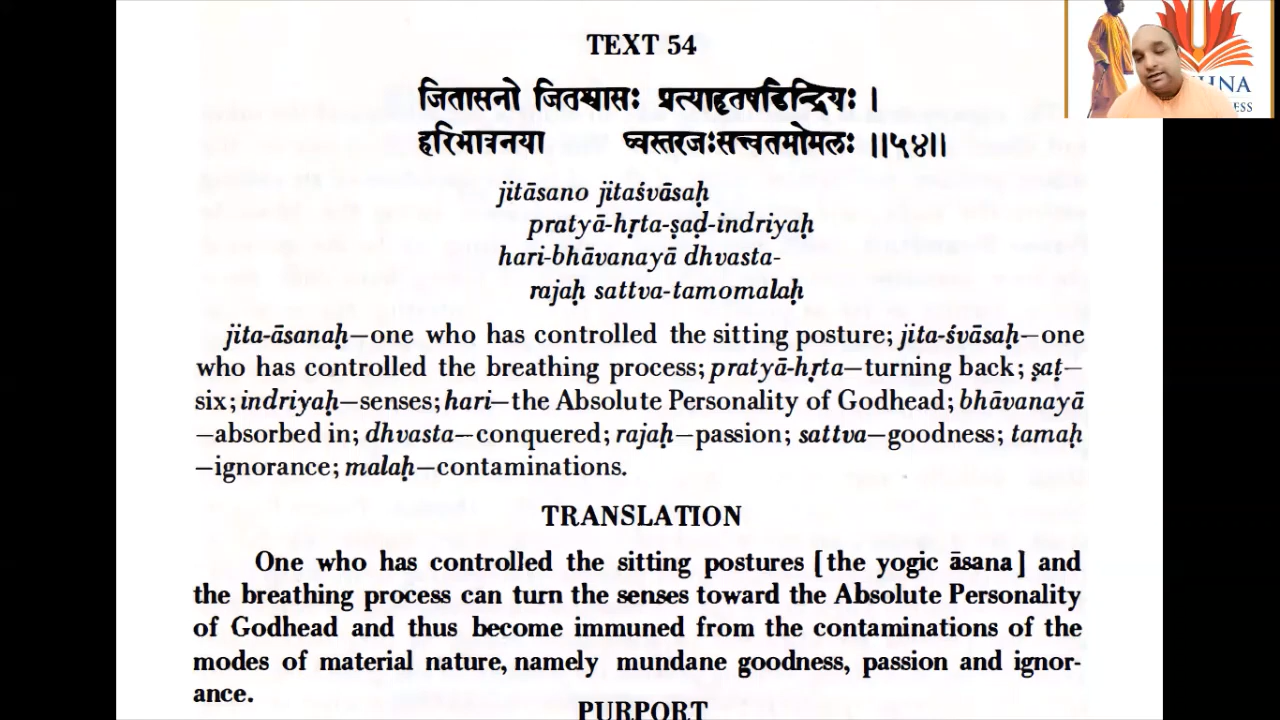 TEXT 54
जितासनो जितश्वासः प्रत्याहृतषडिन्द्रियः ।
हरिभावनया ध्वस्तरजःसत्त्वतमोमलः ॥५४॥
jitāsano jitaśvāsaḥ
pratyā-hṛta-ṣaḍ-indriyaḥ
hari-bhāvanayā dhvasta-
rajaḥ sattva-tamomalaḥ
jita-āsanaḥ—one who has controlled the sitting posture; jita-śvāsaḥ—one
who has controlled the breathing process; pratyā-hṛta—turning back; ṣaṭ—
six; indriyaḥ—senses; hari—the Absolute Personality of Godhead; bhāvanayā
—absorbed in; dhvasta—conquered; rajaḥ—passion; sattva—goodness; tamaḥ
—ignorance; malaḥ—contaminations.
TRANSLATION
One who has controlled the sitting postures [the yogic āsana] and
the breathing process can turn the senses toward the Absolute Personality
of Godhead and thus become immuned from the contaminations of the
modes of material nature, namely mundane goodness, passion and ignor-
ance.
PURPORT